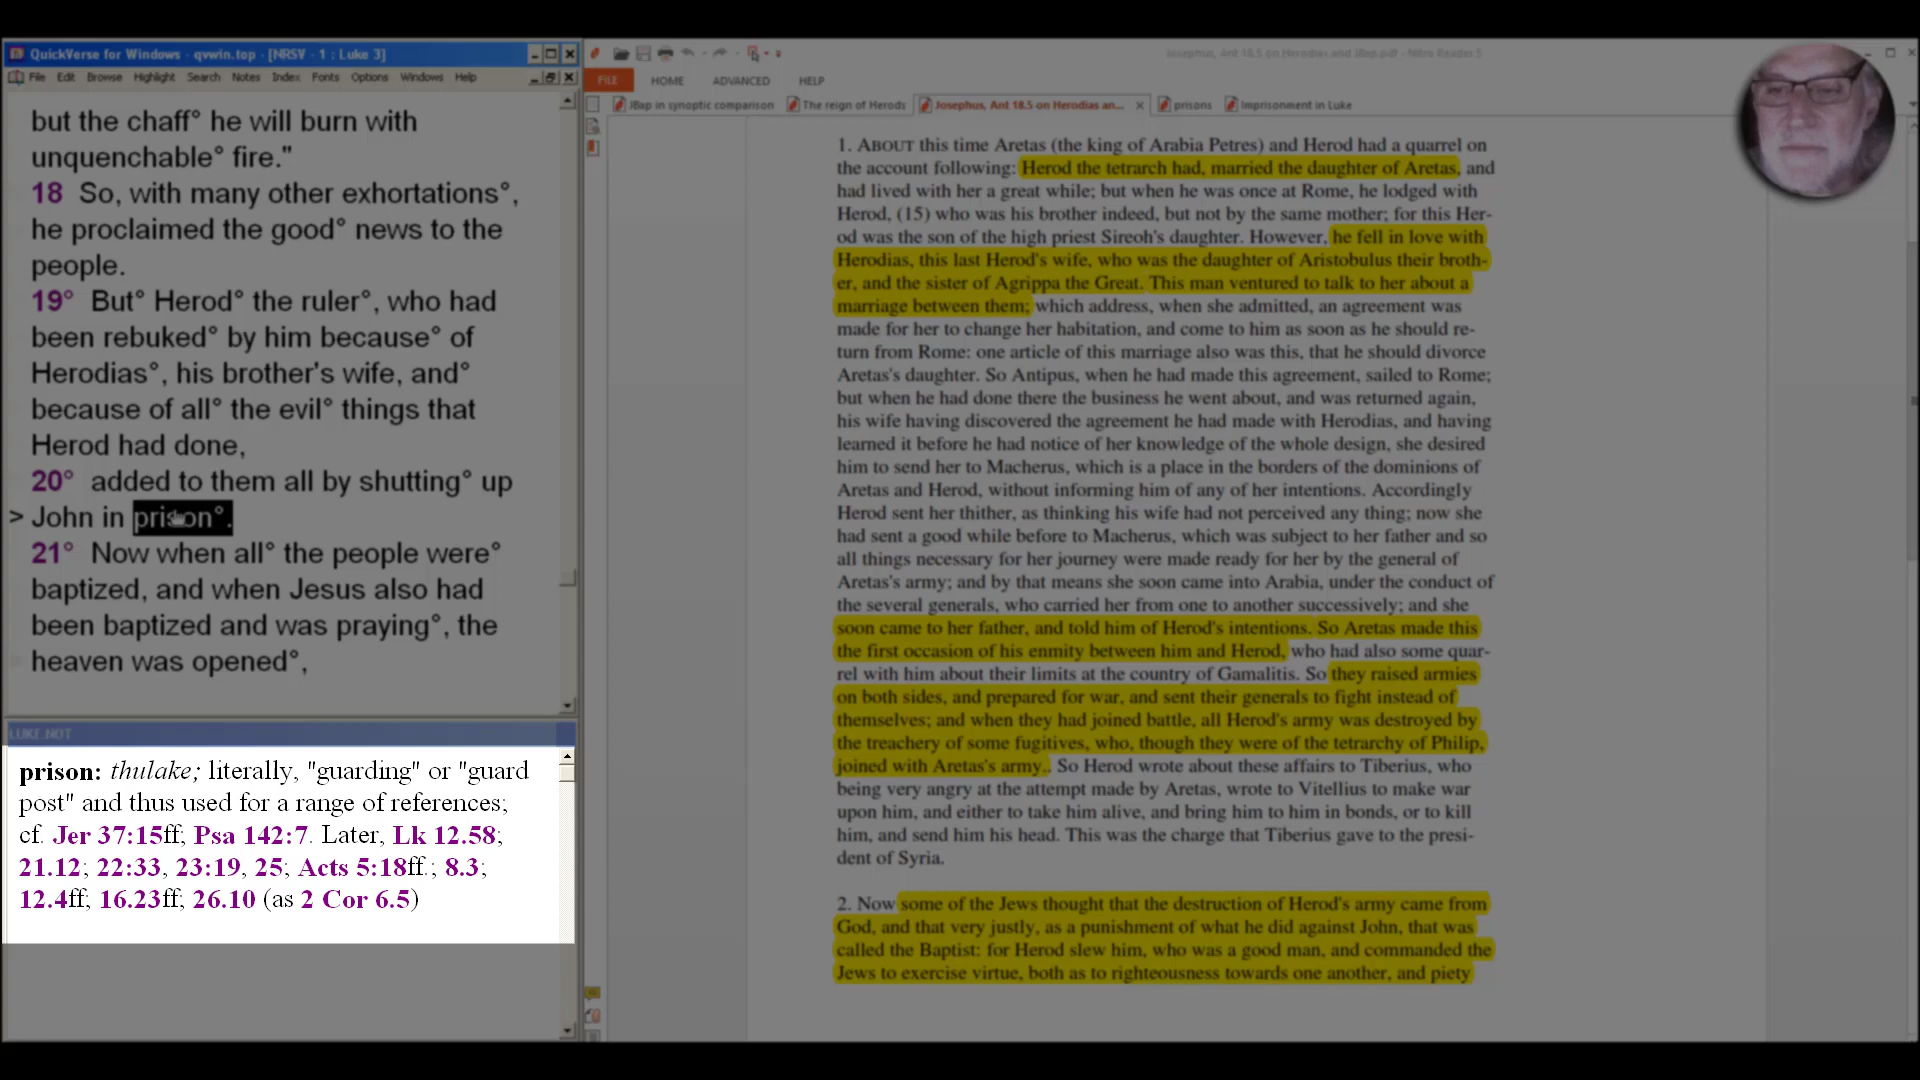 QuickVerse for Windows - qvwin.top - [NRSV - 1 : Luke 3]
File Edit Browse Highlight Search Notes Index Fonts Options Windows Help
but the chaff° he will burn with
unquenchable° fire."
18 So, with many other exhortations°,
he proclaimed the good° news to the
people.
19° But° Herod° the ruler°, who had
been rebuked° by him because° of
Herodias°, his brother's wife, and°
because of all° the evil° things that
Herod had done,
20° added to them all by shutting° up
> John in prison°.
21° Now when all° the people were°
baptized, and when Jesus also had
been baptized and was praying°, the
heaven was opened°,
LUKE.NOT
prison: thulake; literally, "guarding" or "guard
post" and thus used for a range of references;
cf. Jer 37:15ff; Psa 142:7. Later, Lk 12.58;
21.12; 22:33, 23:19, 25; Acts 5:18ff.; 8.3;
12.4ff; 16.23ff; 26.10 (as 2 Cor 6.5)
Josephus, Ant 18.5 on Herodias and JBap.pdf - Nitro Reader 5
FILE HOME ADVANCED HELP
JBap in synoptic comparison The reign of Herods Josephus, Ant 18.5 on Herodias an... prisons Imprisonment in Luke
1. ABOUT this time Aretas (the king of Arabia Petres) and Herod had a quarrel on
the account following: Herod the tetrarch had, married the daughter of Aretas, and
had lived with her a great while; but when he was once at Rome, he lodged with
Herod, (15) who was his brother indeed, but not by the same mother; for this Her-
od was the son of the high priest Sireoh's daughter. However, he fell in love with
Herodias, this last Herod's wife, who was the daughter of Aristobulus their broth-
er, and the sister of Agrippa the Great. This man ventured to talk to her about a
marriage between them; which address, when she admitted, an agreement was
made for her to change her habitation, and come to him as soon as he should re-
turn from Rome: one article of this marriage also was this, that he should divorce
Aretas's daughter. So Antipus, when he had made this agreement, sailed to Rome;
but when he had done there the business he went about, and was returned again,
his wife having discovered the agreement he had made with Herodias, and having
learned it before he had notice of her knowledge of the whole design, she desired
him to send her to Macherus, which is a place in the borders of the dominions of
Aretas and Herod, without informing him of any of her intentions. Accordingly
Herod sent her thither, as thinking his wife had not perceived any thing; now she
had sent a good while before to Macherus, which was subject to her father and so
all things necessary for her journey were made ready for her by the general of
Aretas's army; and by that means she soon came into Arabia, under the conduct of
the several generals, who carried her from one to another successively; and she
soon came to her father, and told him of Herod's intentions. So Aretas made this
the first occasion of his enmity between him and Herod, who had also some quar-
rel with him about their limits at the country of Gamalitis. So they raised armies
on both sides, and prepared for war, and sent their generals to fight instead of
themselves; and when they had joined battle, all Herod's army was destroyed by
the treachery of some fugitives, who, though they were of the tetrarchy of Philip,
joined with Aretas's army.. So Herod wrote about these affairs to Tiberius, who
being very angry at the attempt made by Aretas, wrote to Vitellius to make war
upon him, and either to take him alive, and bring him to him in bonds, or to kill
him, and send him his head. This was the charge that Tiberius gave to the presi-
dent of Syria.
2. Now some of the Jews thought that the destruction of Herod's army came from
God, and that very justly, as a punishment of what he did against John, that was
called the Baptist: for Herod slew him, who was a good man, and commanded the
Jews to exercise virtue, both as to righteousness towards one another, and piety